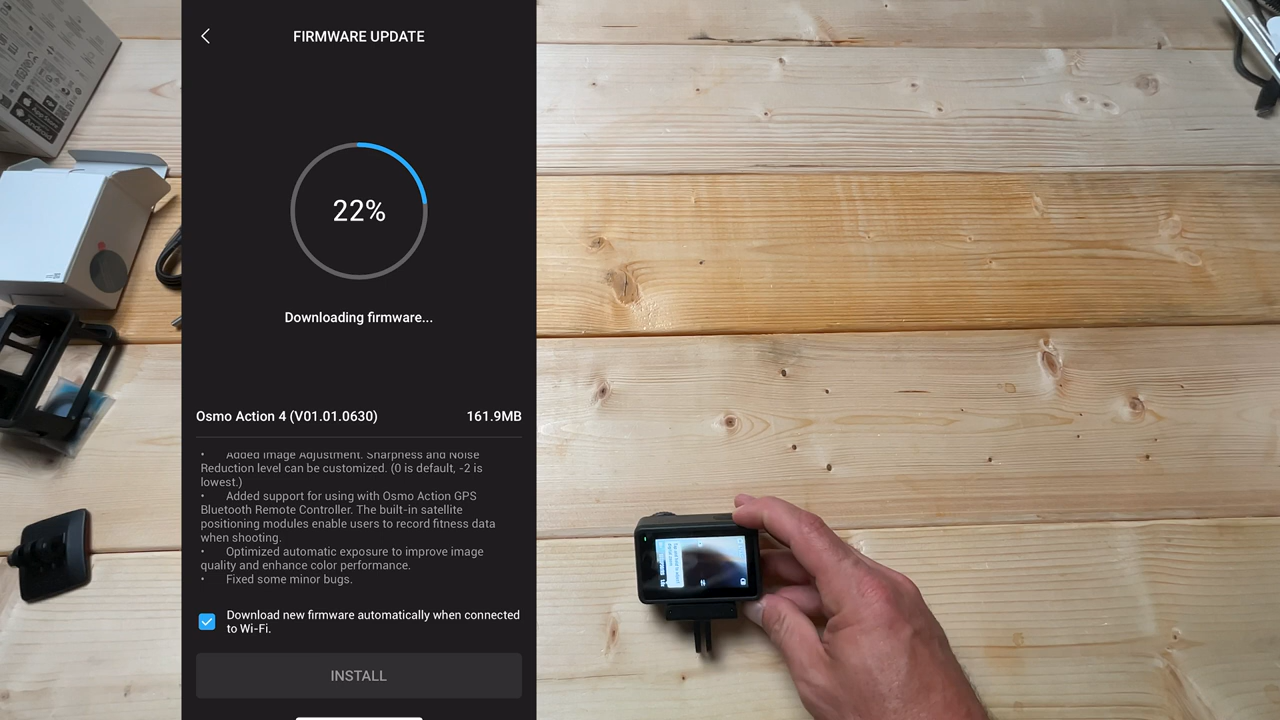 FIRMWARE UPDATE
22%
Downloading firmware...
Osmo Action 4 (V01.01.0630)
161.9MB
• Added Image Adjustment. Sharpness and Noise
Reduction level can be customized. (0 is default, -2 is
lowest.)
• Added support for using with Osmo Action GPS
Bluetooth Remote Controller. The built-in satellite
positioning modules enable users to record fitness data
when shooting.
• Optimized automatic exposure to improve image
quality and enhance color performance.
• Fixed some minor bugs.
Download new firmware automatically when connected
to Wi-Fi.
INSTALL